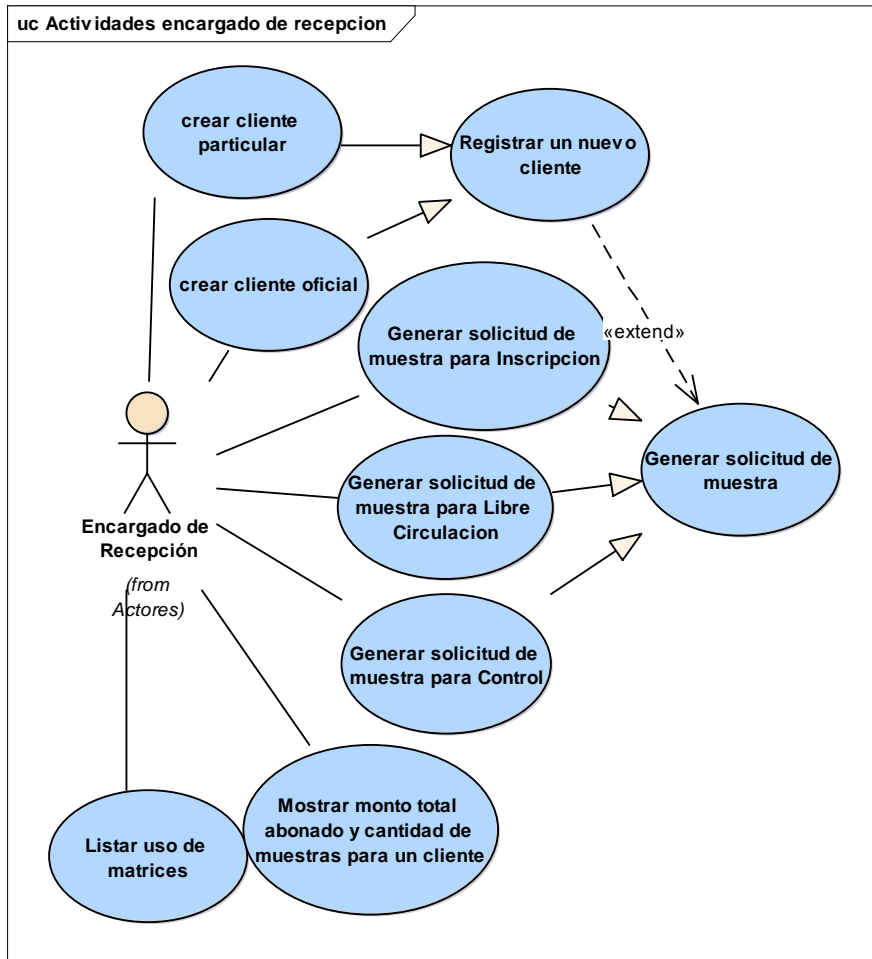 uc Actividades encargado de recepcion
crear cliente
particular
Registrar un nuevo
cliente
crear cliente oficial
Generar solicitud de
muestra para Inscripcion
«extend»
Generar solicitud de
muestra
Generar solicitud de
muestra para Libre
Circulacion
Encargado de
Recepción
(from
Actores)
Generar solicitud de
muestra para Control
Mostrar monto total
abonado y cantidad de
muestras para un cliente
Listar uso de
matrices